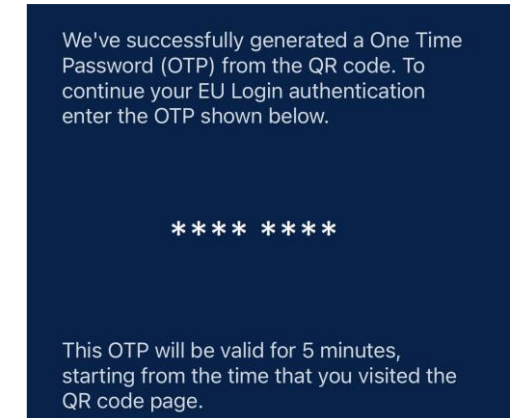 We've successfully generated a One Time
Password (OTP) from the QR code. To
continue your EU Login authentication
enter the OTP shown below.
**** ****
This OTP will be valid for 5 minutes,
starting from the time that you visited the
QR code page.